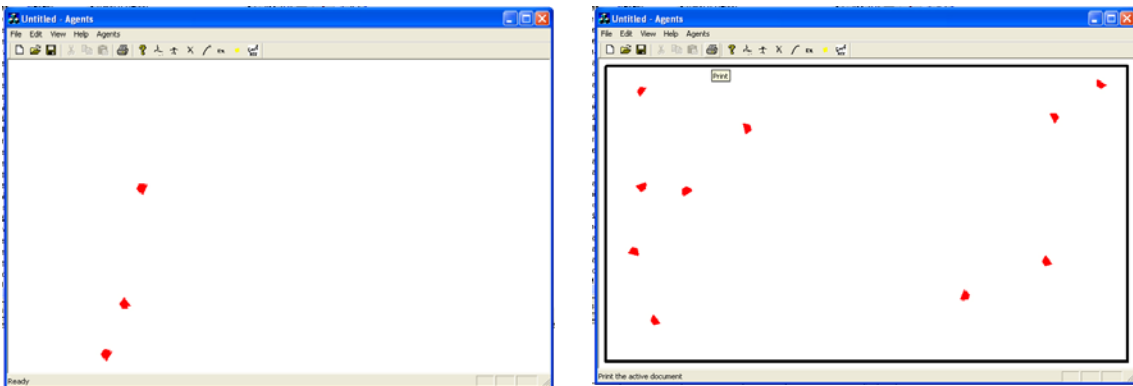 Untitled - Agents
File Edit View Help Agents
Ready
Untitled - Agents
File Edit View Help Agents
Print
Print the active document